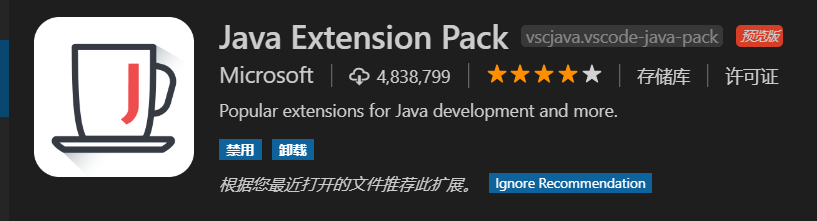 Java Extension Pack vscjava.vscode-java-pack 预览版
Microsoft 4,838,799 存储库 许可证
Popular extensions for Java development and more.
禁用 卸载
根据您最近打开的文件推荐此扩展。 Ignore Recommendation